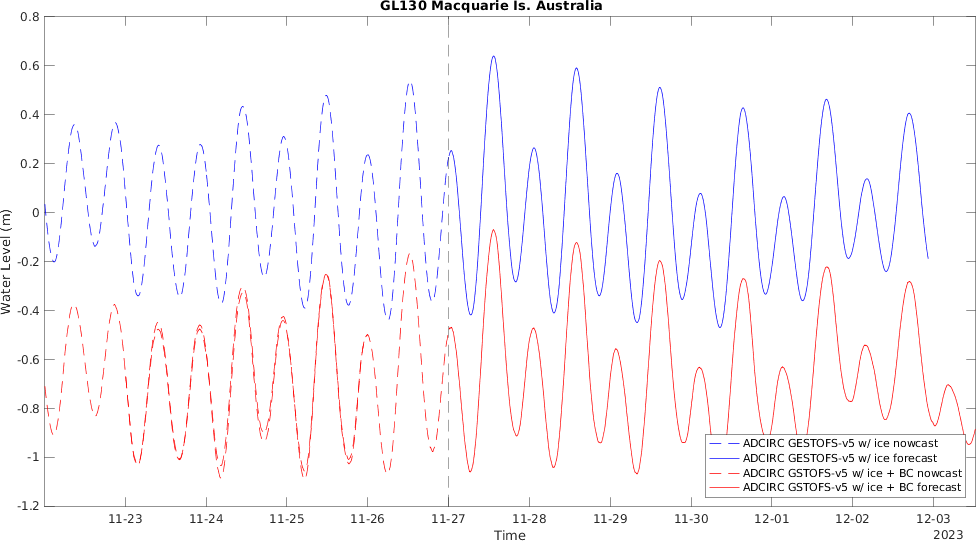 GL130 Macquarie Is. Australia
Water Level (m)
0.8
0.6
0.4
0.2
0
-0.2
-0.4
-0.6
-0.8
-1
-1.2
ADCIRC GESTOFS-v5 w/ ice nowcast
ADCIRC GESTOFS-v5 w/ ice forecast
ADCIRC GSTOFS-v5 w/ ice + BC nowcast
ADCIRC GSTOFS-v5 w/ ice + BC forecast
11-23 11-24 11-25 11-26 11-27 11-28 11-29 11-30 12-01 12-02 12-03
Time
2023